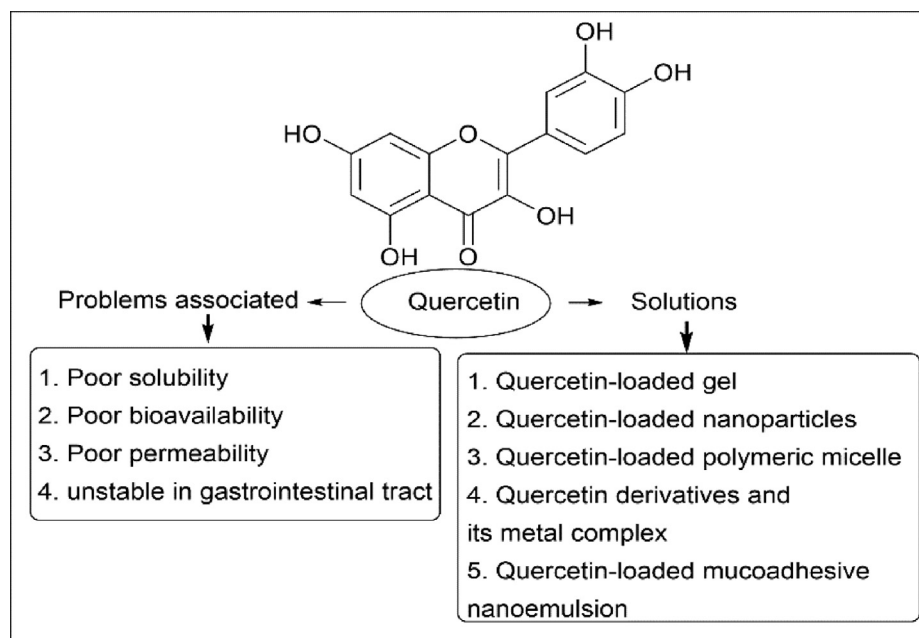 OH
OH
HO
O
OH
OH
O
Problems associated
Quercetin
Solutions
1. Poor solubility
2. Poor bioavailability
3. Poor permeability
4. unstable in gastrointestinal tract
1. Quercetin-loaded gel
2. Quercetin-loaded nanoparticles
3. Quercetin-loaded polymeric micelle
4. Quercetin derivatives and
its metal complex
5. Quercetin-loaded mucoadhesive
nanoemulsion